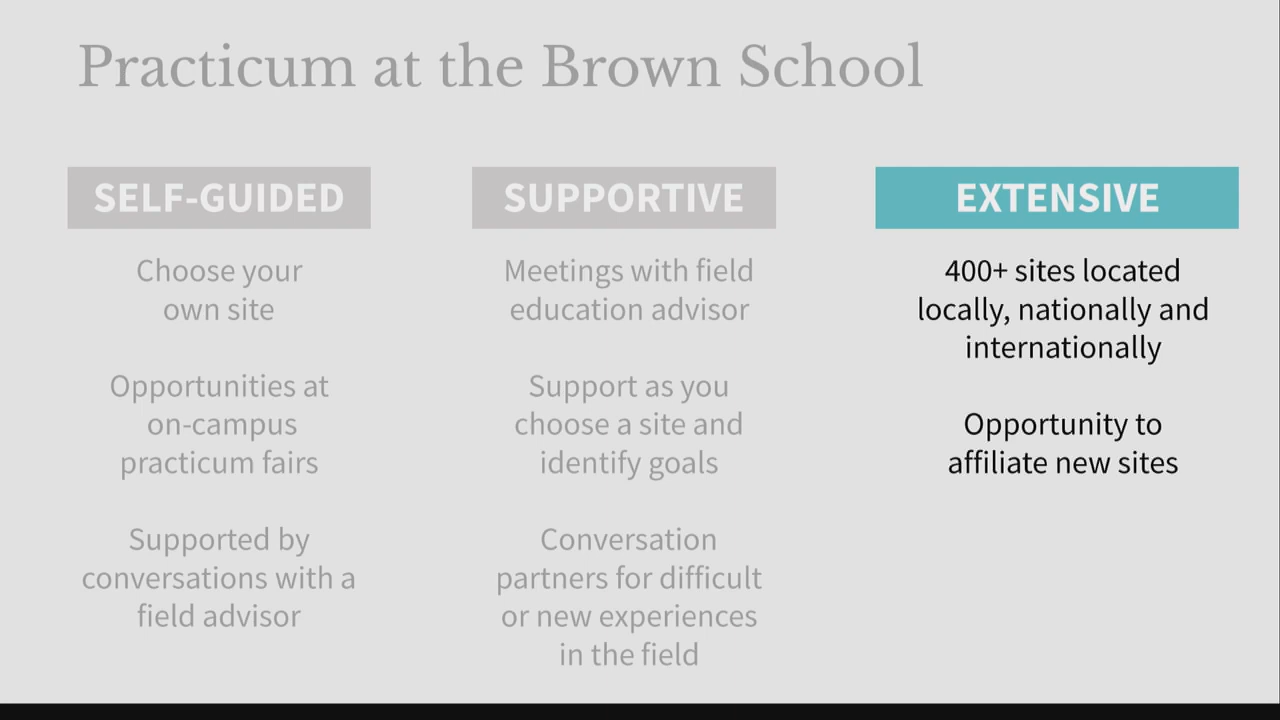 Practicum at the Brown School
SELF-GUIDED
Choose your
own site
Opportunities at
on-campus
practicum fairs
Supported by
conversations with a
field advisor
SUPPORTIVE
Meetings with field
education advisor
Support as you
choose a site and
identify goals
Conversation
partners for difficult
or new experiences
in the field
EXTENSIVE
400+ sites located
locally, nationally and
internationally
Opportunity to
affiliate new sites